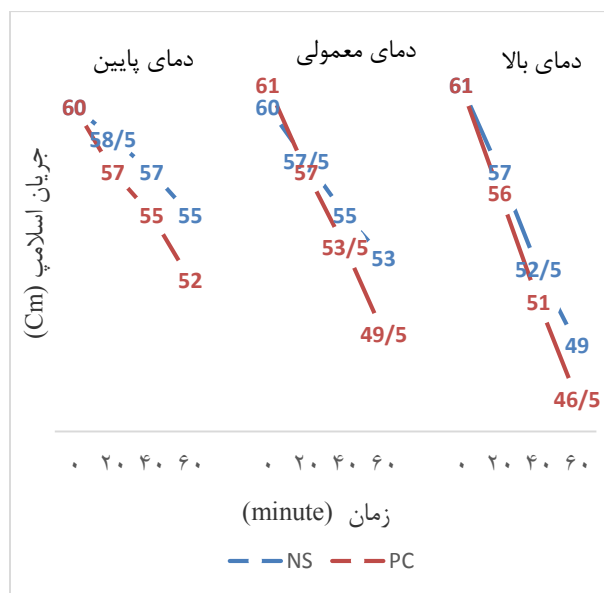 دمای پایین
دمای معمولی
دمای بالا
جریان اسلامپ (Cm)
60
58/5
57
57
55
55
52
61
60
57/5
57
55
53/5
53
49/5
61
57
56
52/5
51
49
46/5
۰ ۲۰ ۴۰ ۶۰
۰ ۲۰ ۴۰ ۶۰
۰ ۲۰ ۴۰ ۶۰
زمان (minute)
NS PC